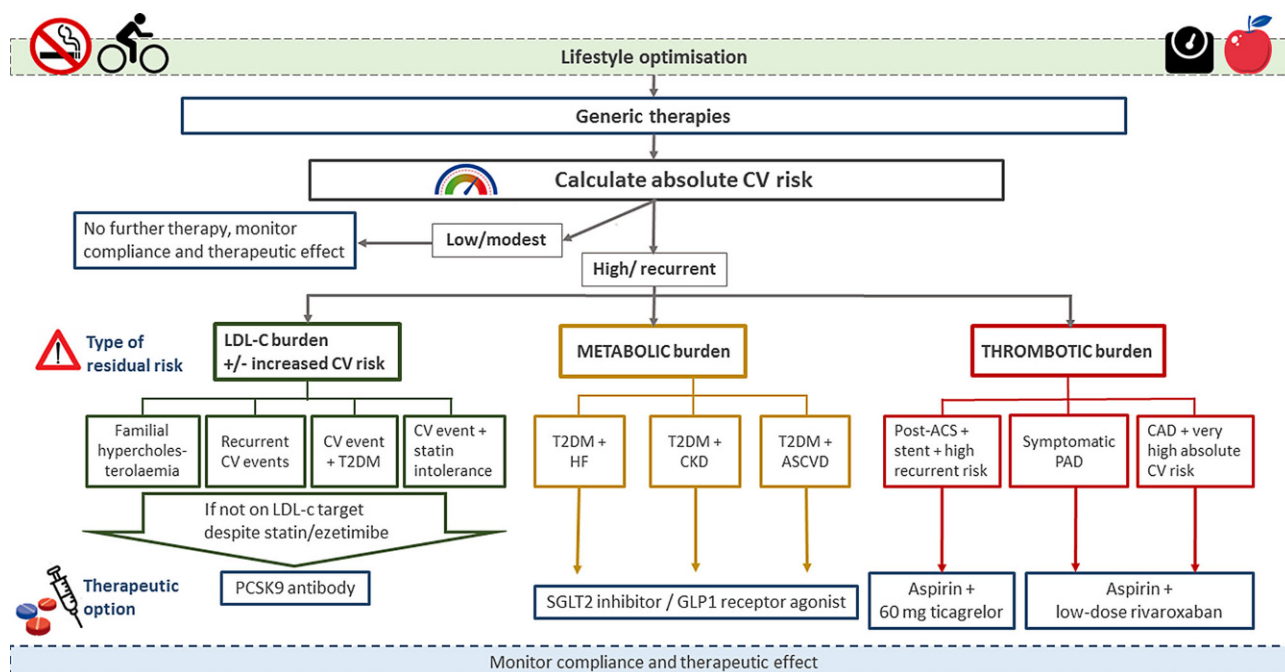 Lifestyle optimisation
Generic therapies
Calculate absolute CV risk
No further therapy, monitor
compliance and therapeutic effect
Low/modest
High/ recurrent
Type of
residual risk
LDL-C burden
+/- increased CV risk
METABOLIC burden
THROMBOTIC burden
Familial
hypercholes-
terolaemia
Recurrent
CV events
CV event
+ T2DM
CV event +
statin
intolerance
T2DM +
HF
T2DM +
CKD
T2DM +
ASCVD
Post-ACS +
stent + high
recurrent risk
Symptomatic
PAD
CAD + very
high absolute
CV risk
If not on LDL-c target
despite statin/ezetimibe
Therapeutic
option
PCSK9 antibody
SGLT2 inhibitor / GLP1 receptor agonist
Aspirin +
60 mg ticagrelor
Aspirin +
low-dose rivaroxaban
Monitor compliance and therapeutic effect